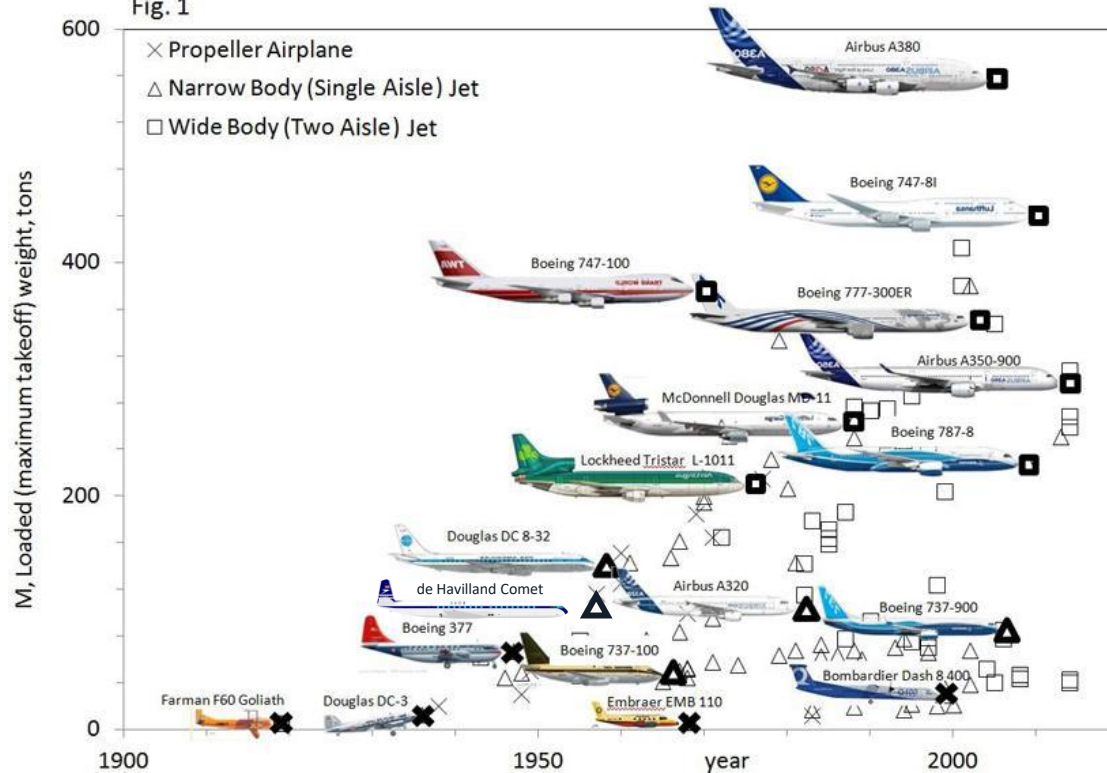 Fig. 1
600
× Propeller Airplane
△ Narrow Body (Single Aisle) Jet
□ Wide Body (Two Aisle) Jet
Airbus A380
Boeing 747-8I
400
Boeing 747-100
Boeing 777-300ER
Airbus A350-900
McDonnell Douglas MD-11
Boeing 787-8
Lockheed Tristar L-1011
200
Douglas DC 8-32
de Havilland Comet
Airbus A320
Boeing 737-900
Boeing 377
Boeing 737-100
Bombardier Dash 8 400
Farman F60 Goliath
Douglas DC-3
Embraer EMB 110
0
1900
1950
year
2000
M, Loaded (maximum takeoff) weight, tons